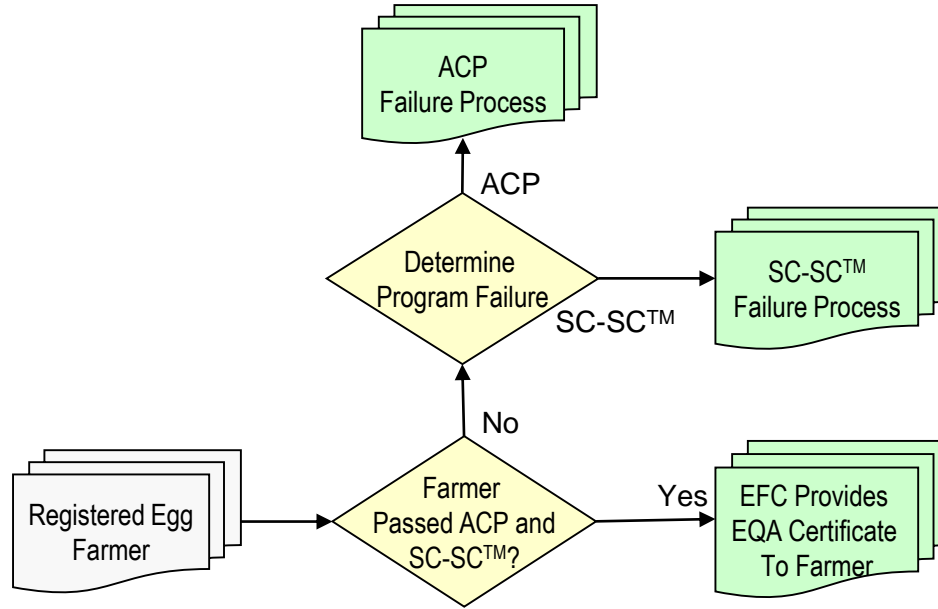 ACP
Failure Process
ACP
Determine
Program Failure
SC-SC™
Failure Process
SC-SC™
No
Registered Egg
Farmer
Farmer
Passed ACP and
SC-SC™?
Yes
EFC Provides
EQA Certificate
To Farmer